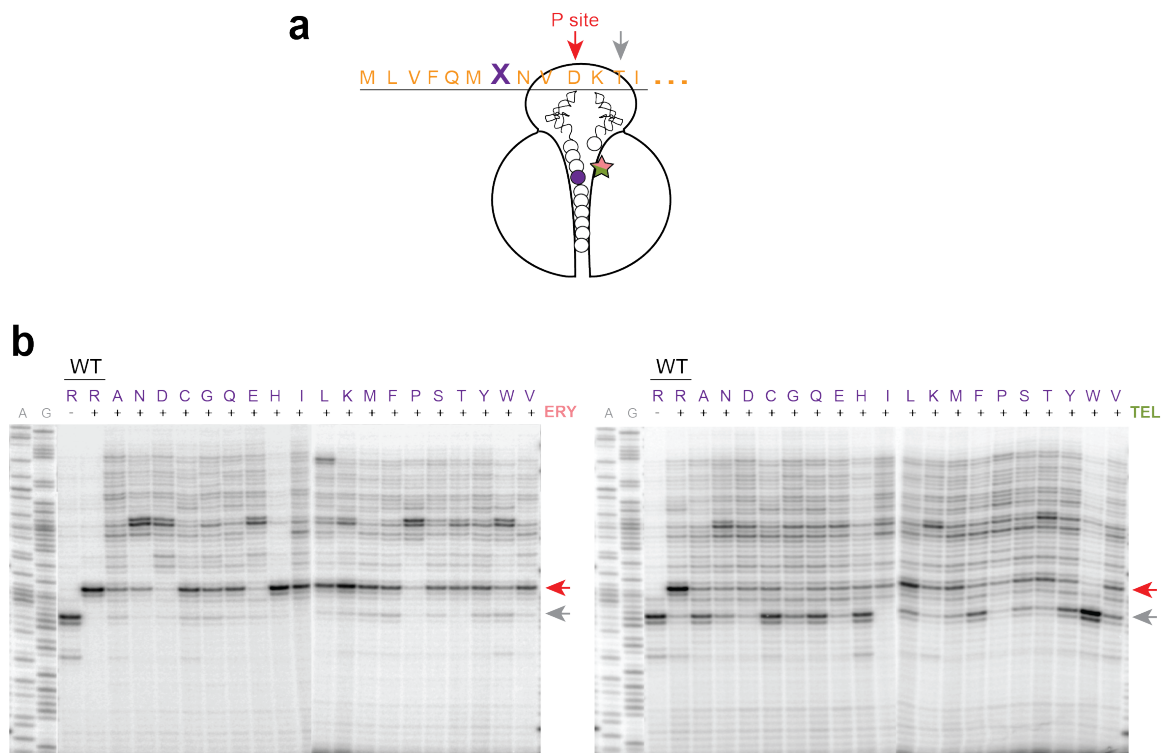 a
P site
M L V F Q M X N V D K T I ...
b
WT
R R A N D C G Q E H I L K M F P S T Y W V
A G - + + + + + + + + + + + + + + + + + + + + ERY
WT
R R A N D C G Q E H I L K M F P S T Y W V
A G - + + + + + + + + + + + + + + + + + + + + TEL